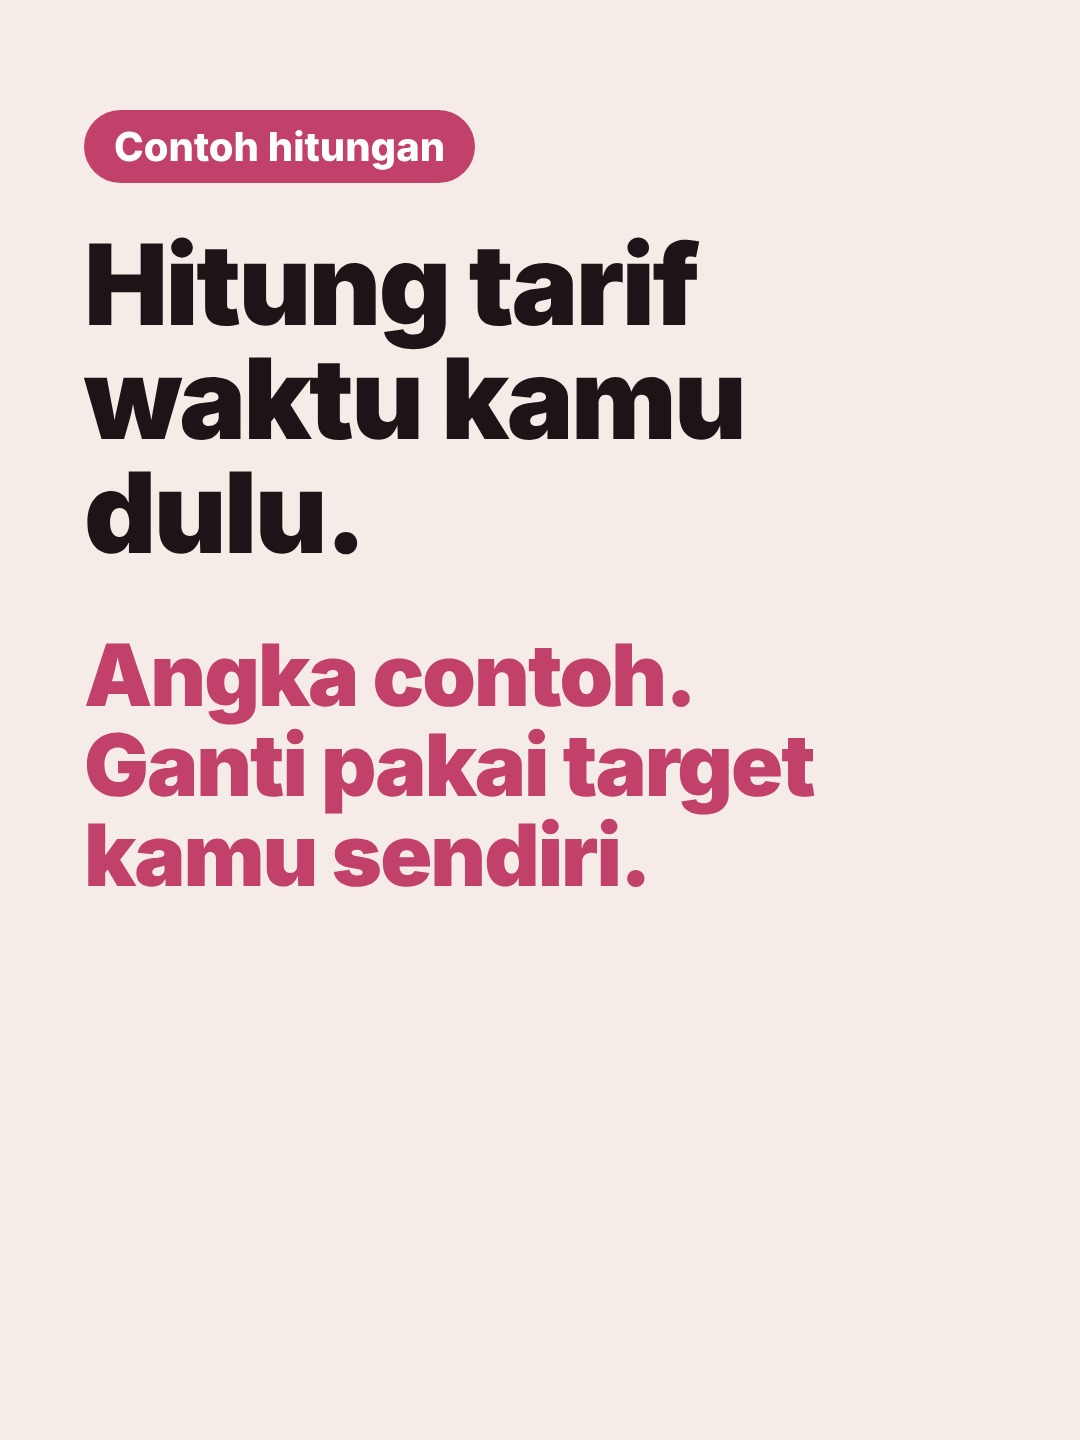 Contoh hitungan
Hitung tarif
waktu kamu
dulu.
Angka contoh.
Ganti pakai target
kamu sendiri.